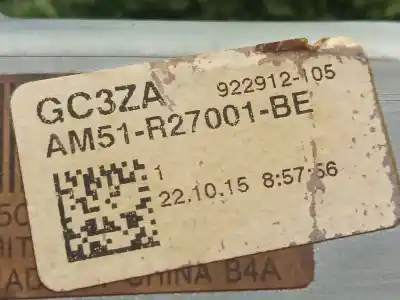 GC3ZA 922912-105
AM51-R27001-BE
1
22.10.15 8:57:56
CHINA B4A